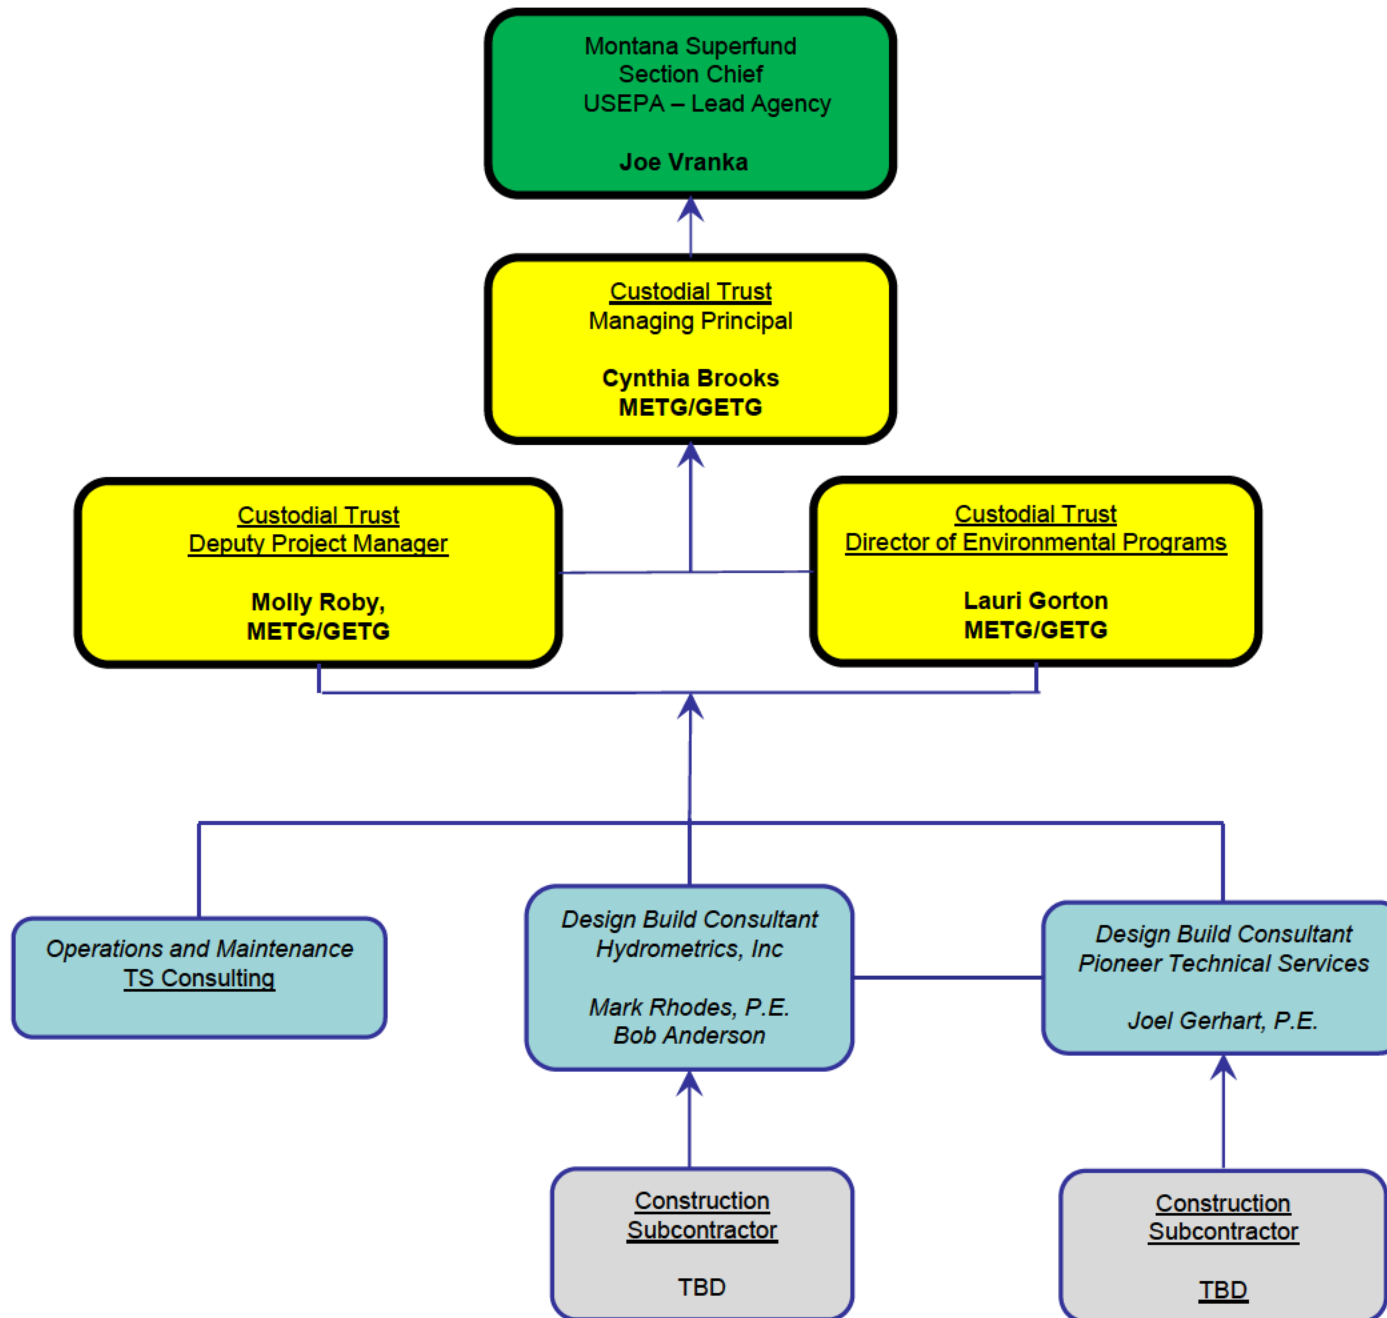 Montana Superfund
Section Chief
USEPA – Lead Agency
Joe Vranka
Custodial Trust
Managing Principal
Cynthia Brooks
METG/GETG
Custodial Trust
Deputy Project Manager
Molly Roby,
METG/GETG
Custodial Trust
Director of Environmental Programs
Lauri Gorton
METG/GETG
Operations and Maintenance
TS Consulting
Design Build Consultant
Hydrometrics, Inc
Mark Rhodes, P.E.
Bob Anderson
Design Build Consultant
Pioneer Technical Services
Joel Gerhart, P.E.
Construction
Subcontractor
TBD
Construction
Subcontractor
TBD